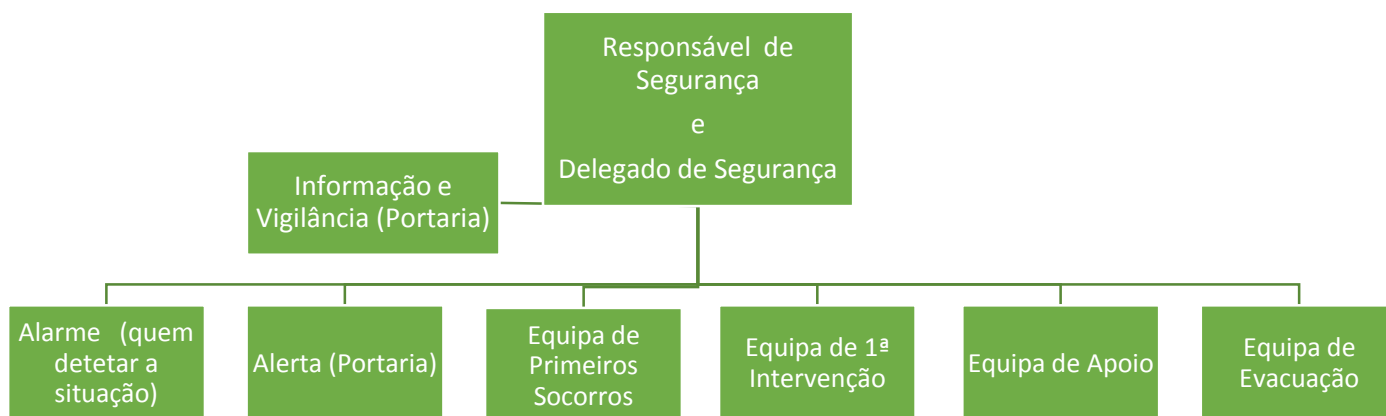 Responsável de
Segurança
e
Delegado de Segurança
Informação e
Vigilância (Portaria)
Alarme (quem
detetar a
situação)
Alerta (Portaria)
Equipa de
Primeiros
Socorros
Equipa de 1ª
Intervenção
Equipa de Apoio
Equipa de
Evacuação